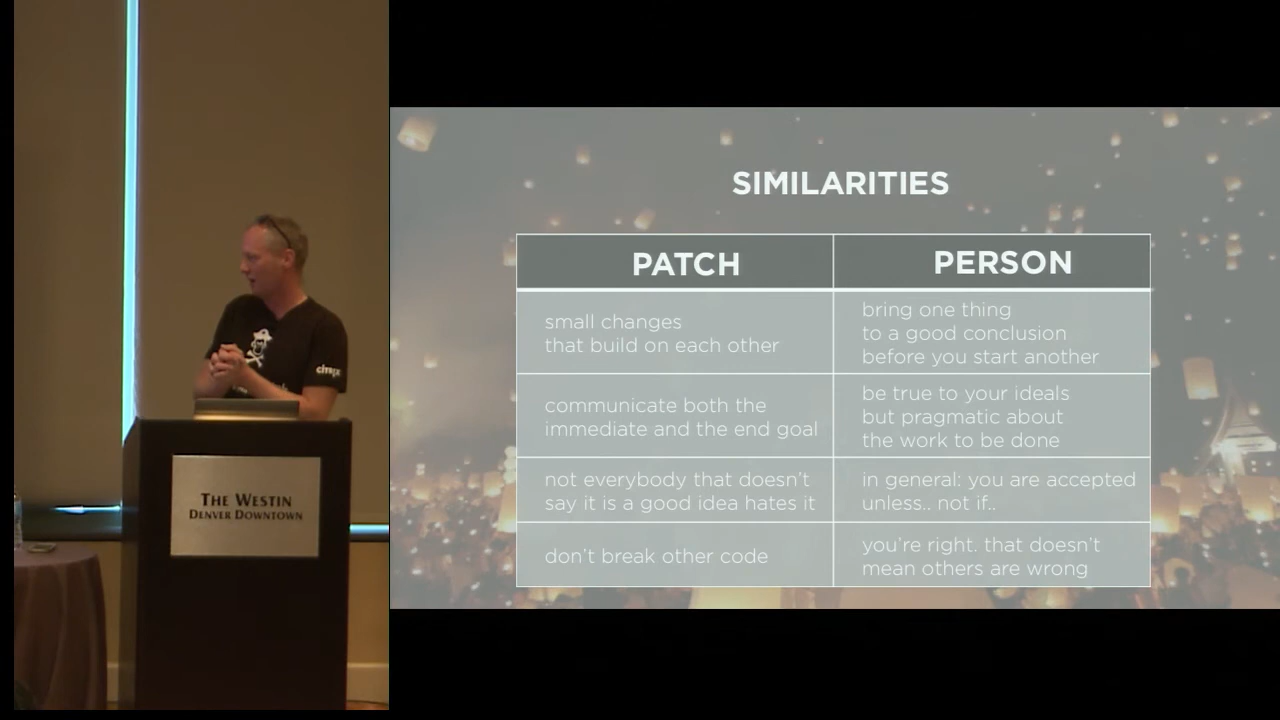 citrix
THE WESTIN
DENVER DOWNTOWN
SIMILARITIES
PATCH
PERSON
small changes
that build on each other
bring one thing
to a good conclusion
before you start another
communicate both the
immediate and the end goal
be true to your ideals
but pragmatic about
the work to be done
not everybody that doesn't
say it is a good idea hates it
in general: you are accepted
unless.. not if..
don't break other code
you're right. that doesn't
mean others are wrong